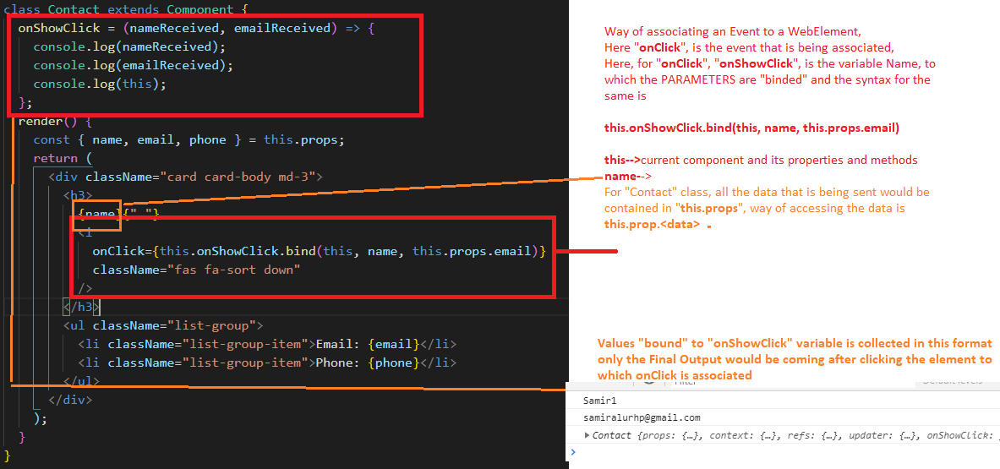 class Contact extends Component {
onShowClick = (nameReceived, emailReceived) => {
console.log(nameReceived);
console.log(emailReceived);
console.log(this);
};
render() {
const { name, email, phone } = this.props;
return (
<div className="card card-body md-3">
<h3>
{name}{" "}
<i
onClick={this.onShowClick.bind(this, name, this.props.email)}
className="fas fa-sort down"
/>
</h3>
<ul className="list-group">
<li className="list-group-item">Email: {email}</li>
<li className="list-group-item">Phone: {phone}</li>
</ul>
</div>
);
}
}
Way of associating an Event to a WebElement,
Here "onClick", is the event that is being associated,
Here, for "onClick", "onShowClick", is the variable Name, to
which the PARAMETERS are "binded" and the syntax for the
same is
this.onShowClick.bind(this, name, this.props.email)
this-->current component and its properties and methods
name-->
For "Contact" class, all the data that is being sent would be
contained in "this.props", way of accessing the data is
this.prop.<data> .
Values "bound" to "onShowClick" variable is collected in this format
only the Final Output would be coming after clicking the element to
which onClick is associated
Filter Default levels
Samir1
samiralurhp@gmail.com
▸Contact {props: {…}, context: {…}, refs: {…}, updater: {…}, onShowClick:
>